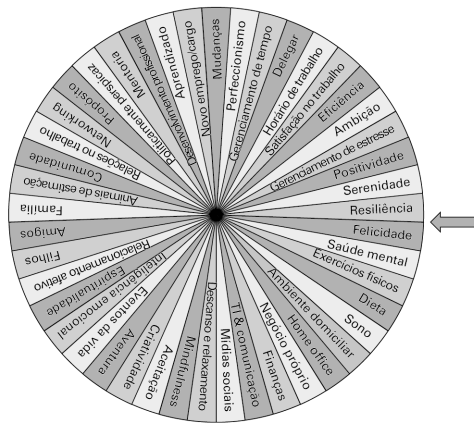 Mudanças
Perfeccionismo
Gerenciamento de tempo
Delegar
Horário de trabalho
Satisfação no trabalho
Eficiência
Ambição
Gerenciamento de estresse
Positividade
Serenidade
Resiliência
Felicidade
Saúde mental
Exercícios físicos
Dieta
Sono
Ambiente domiciliar
Home office
Negócio próprio
Finanças
TI & comunicação
Mídias sociais
Descanso e relaxamento
Mindfulness
Aceitação
Criatividade
Aventura
Eventos da vida
Inteligência emocional
Espiritualidade
Relacionamento afetivo
Filhos
Amigos
Família
Animais de estimação
Comunidade
Relações no trabalho
Networking
Propósito
Politicamente perspicaz
Mentoria
Desenvolvimento profissional
Aprendizado
Novo emprego/cargo